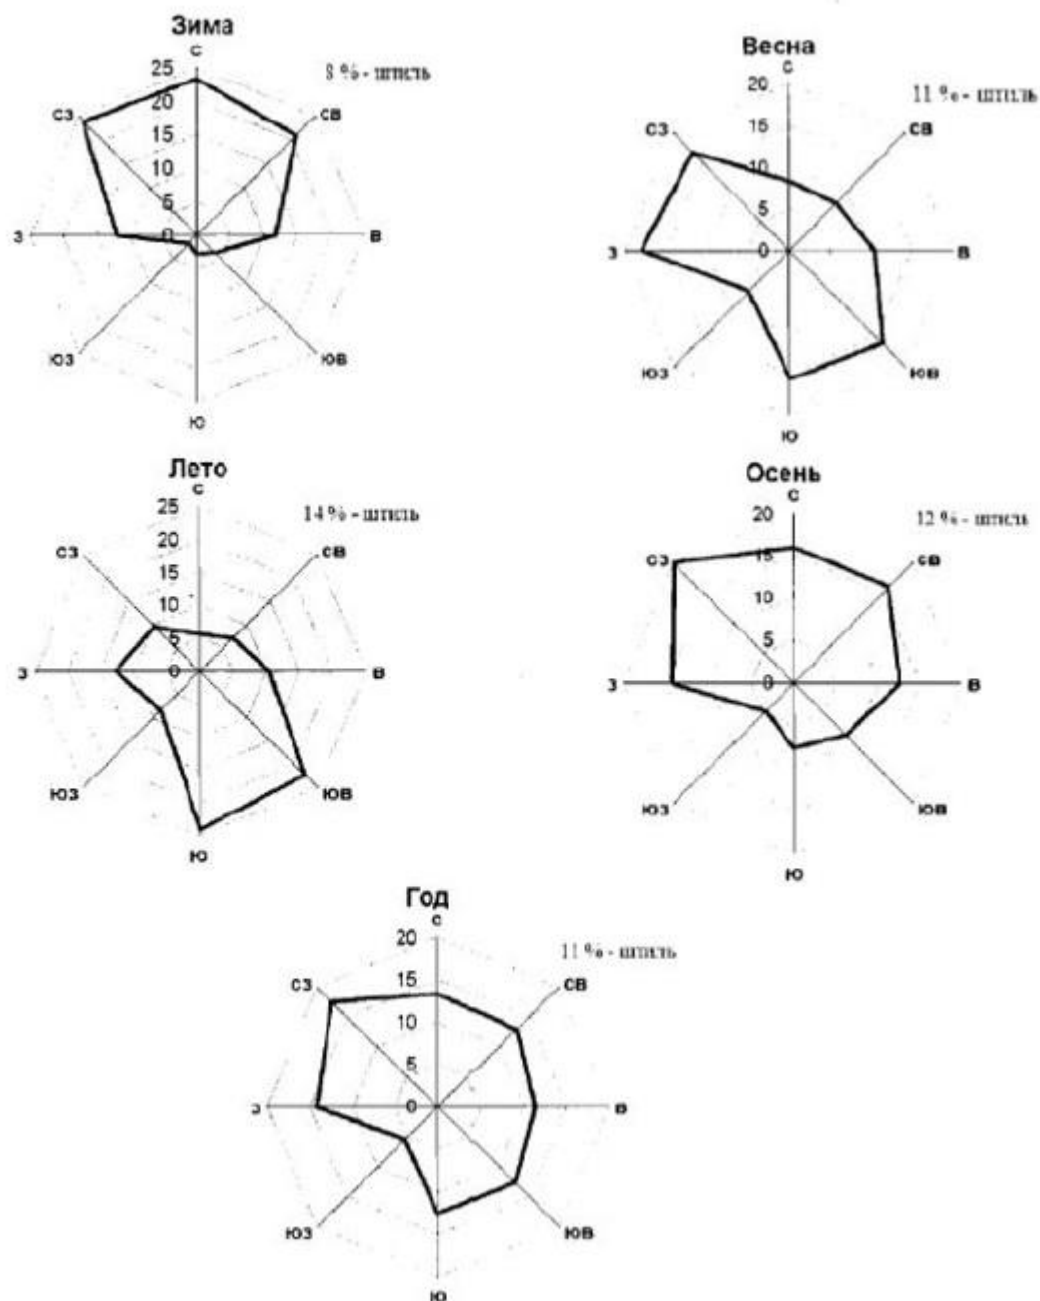 Зима
С
25
8 % - штиль
20
СЗ
СВ
15
10
5
З
0
В
ЮЗ
ЮВ
Ю
Весна
С
20
11 % - штиль
СЗ
15
СВ
10
5
З
0
В
ЮЗ
ЮВ
Ю
Лето
С
25
14 % - штиль
20
СЗ
СВ
15
10
5
З
0
В
ЮЗ
ЮВ
Ю
Осень
С
20
12 % - штиль
СЗ
15
СВ
10
5
З
0
В
ЮЗ
ЮВ
Ю
Год
С
20
11 % - штиль
СЗ
15
СВ
10
5
З
0
В
ЮЗ
ЮВ
Ю